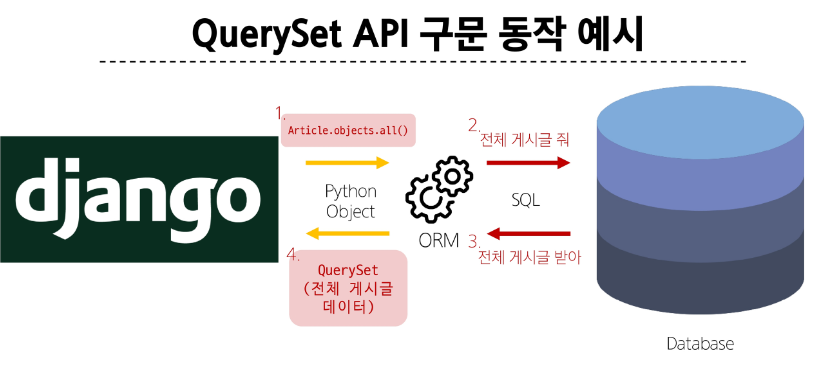 QuerySet API 구문 동작 예시
1.
Article.objects.all()
2.
전체 게시글 줘
django
Python
Object
ORM
SQL
4.
QuerySet
(전체 게시글
데이터)
3.
전체 게시글 받아
Database